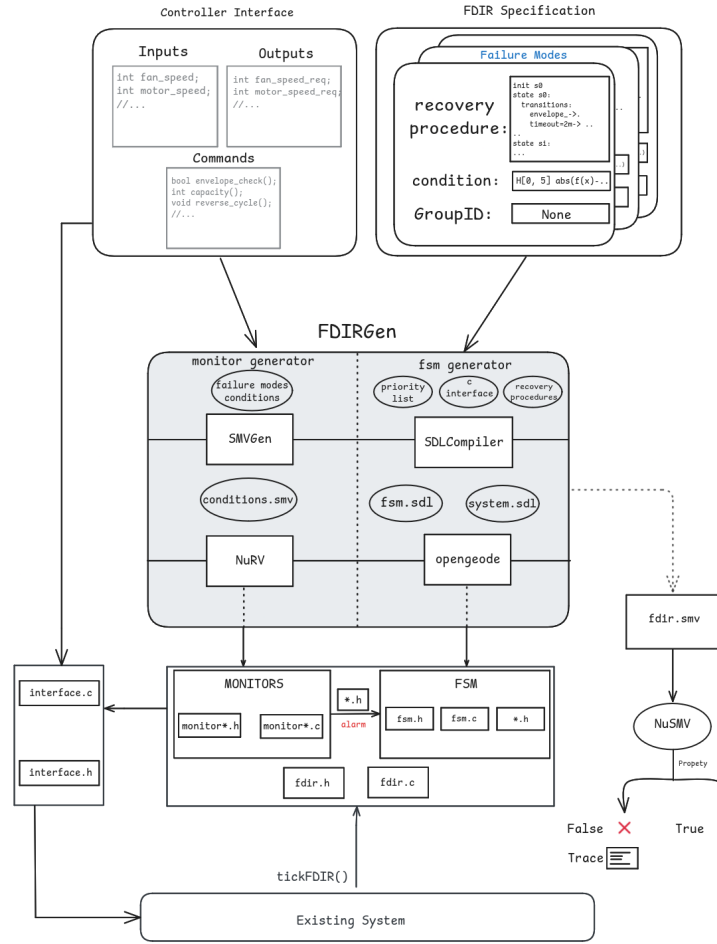 Controller Interface
FDIR Specification
Inputs
Outputs
int fan_speed;
int motor_speed;
//...
int fan_speed_req;
int motor_speed_req;
//...
Commands
bool envelope_check();
int capacity();
void reverse_cycle();
//...
Failure Modes
recovery
procedure:
init s0
state s0:
transitions:
envelope_->.
timeout=2m-> ..
..
state s1:
...
condition:
H[0, 5] abs(f(x)-..
GroupID:
None
..
..)
..)
FDIRGen
monitor generator
fsm generator
failure modes
conditions
priority
list
c
interface
recovery
procedures
SMVGen
SDLCompiler
conditions.smv
fsm.sdl
system.sdl
NuRV
opengeode
fdir.smv
MONITORS
FSM
*.h
alarm
monitor*.h
monitor*.c
fsm.h
fsm.c
*.h
interface.c
interface.h
fdir.h
fdir.c
NuSMV
Propety
False
True
Trace
tickFDIR()
Existing System